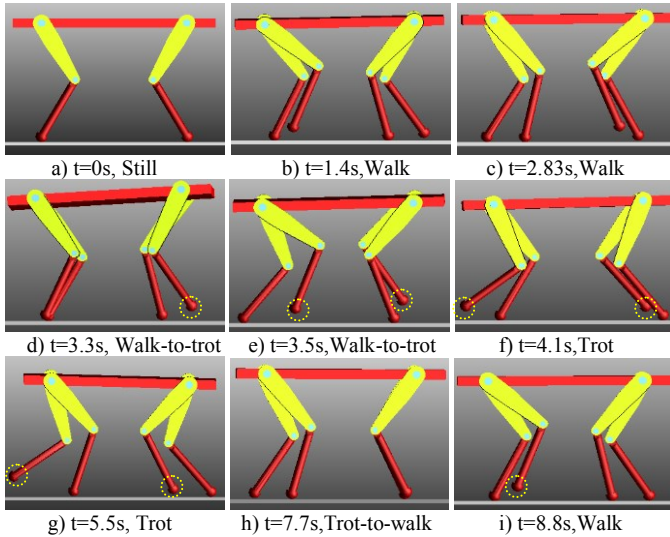 a) t=0s, Still
b) t=1.4s,Walk
c) t=2.83s,Walk
d) t=3.3s, Walk-to-trot
e) t=3.5s,Walk-to-trot
f) t=4.1s,Trot
g) t=5.5s, Trot
h) t=7.7s,Trot-to-walk
i) t=8.8s,Walk